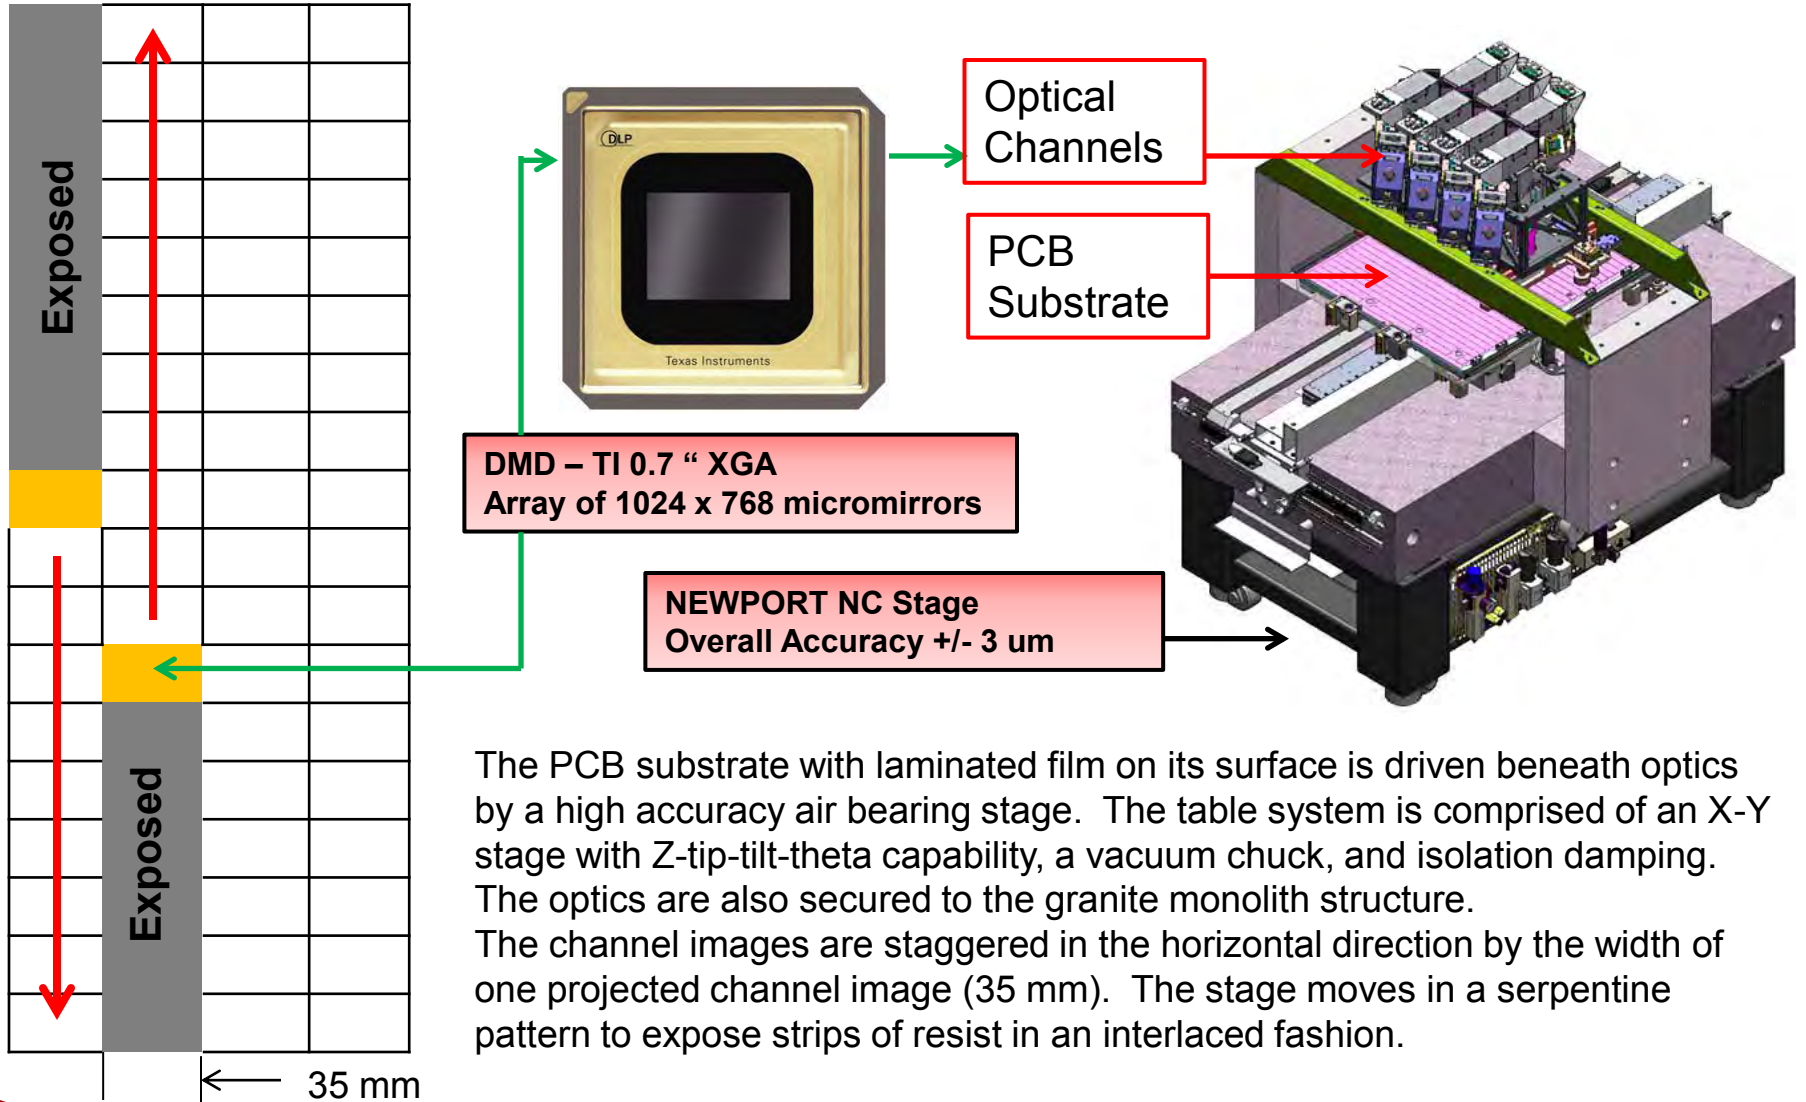 Exposed
Exposed
35 mm
DLP
Texas Instruments
Optical
Channels
PCB
Substrate
DMD – TI 0.7 “ XGA
Array of 1024 x 768 micromirrors
NEWPORT NC Stage
Overall Accuracy +/- 3 um
The PCB substrate with laminated film on its surface is driven beneath optics
by a high accuracy air bearing stage.  The table system is comprised of an X-Y
stage with Z-tip-tilt-theta capability, a vacuum chuck, and isolation damping.
The optics are also secured to the granite monolith structure.
The channel images are staggered in the horizontal direction by the width of
one projected channel image (35 mm).  The stage moves in a serpentine
pattern to expose strips of resist in an interlaced fashion.